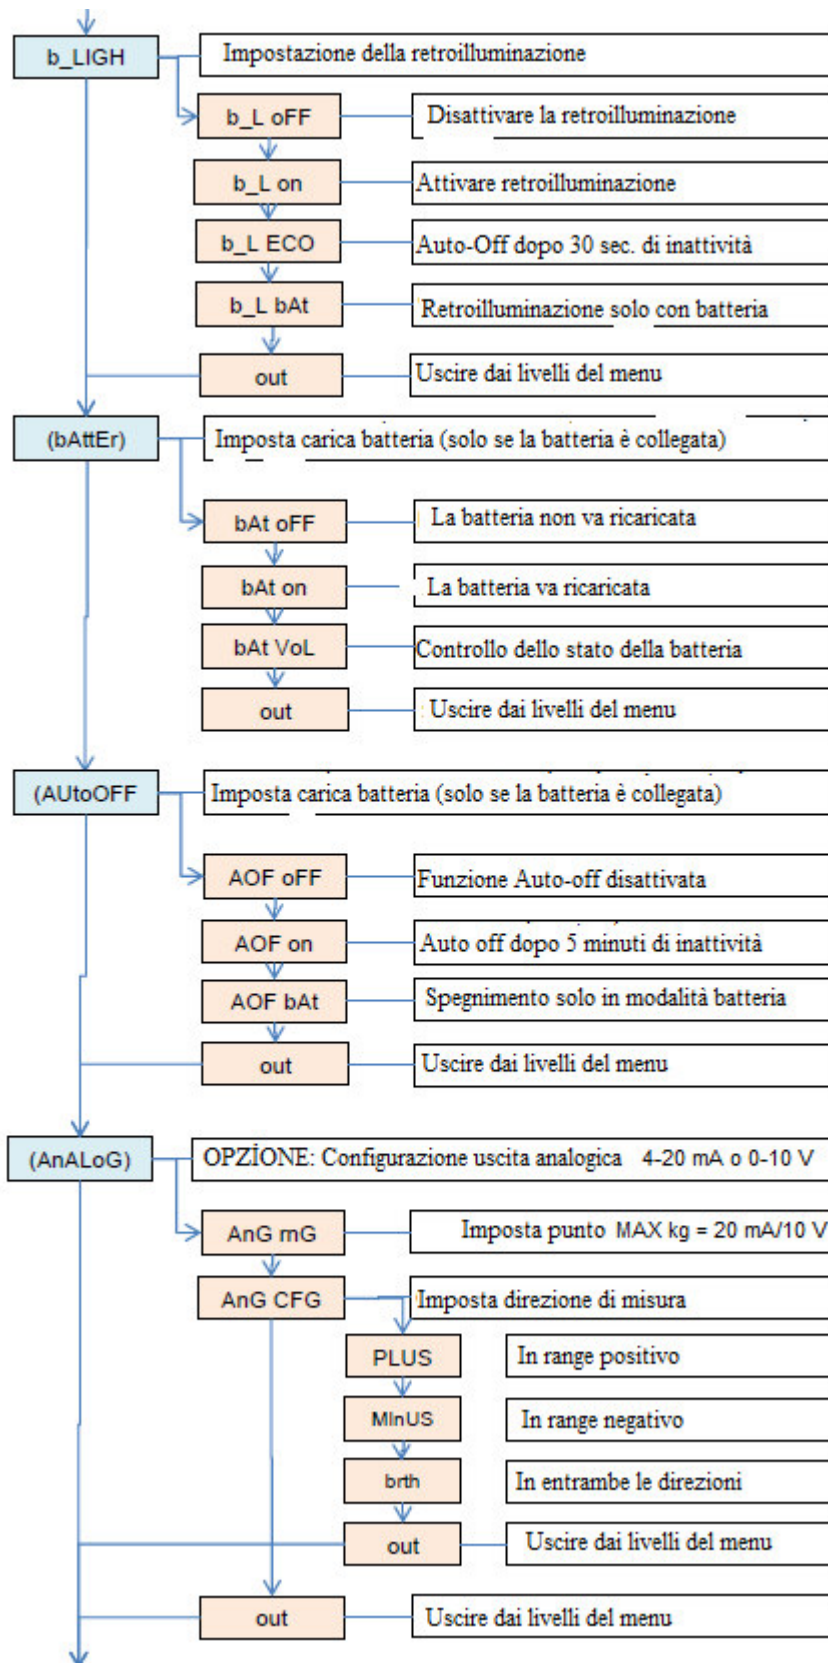 b_LIGH Impostazione della retroilluminazione
b_L oFF Disattivare la retroilluminazione
b_L on Attivare retroilluminazione
b_L ECO Auto-Off dopo 30 sec. di inattività
b_L bAt Retroilluminazione solo con batteria
out Uscire dai livelli del menu
(bAttEr) Imposta carica batteria (solo se la batteria è collegata)
bAt oFF La batteria non va ricaricata
bAt on La batteria va ricaricata
bAt VoL Controllo dello stato della batteria
out Uscire dai livelli del menu
(AUtoOFF Imposta carica batteria (solo se la batteria è collegata)
AOF oFF Funzione Auto-off disattivata
AOF on Auto off dopo 5 minuti di inattività
AOF bAt Spegnimento solo in modalità batteria
out Uscire dai livelli del menu
(AnALoG) OPZİONE: Configurazione uscita analogica 4-20 mA o 0-10 V
AnG mG Imposta punto MAX kg = 20 mA/10 V
AnG CFG Imposta direzione di misura
PLUS In range positivo
MInUS In range negativo
brth In entrambe le direzioni
out Uscire dai livelli del menu
out Uscire dai livelli del menu